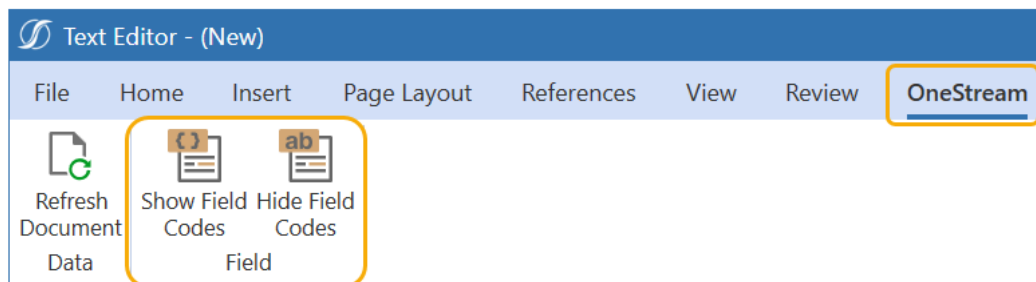 Text Editor - (New)
File Home Insert Page Layout References View Review OneStream
{ } ab
Refresh Show Field Hide Field
Document Codes Codes
Data Field